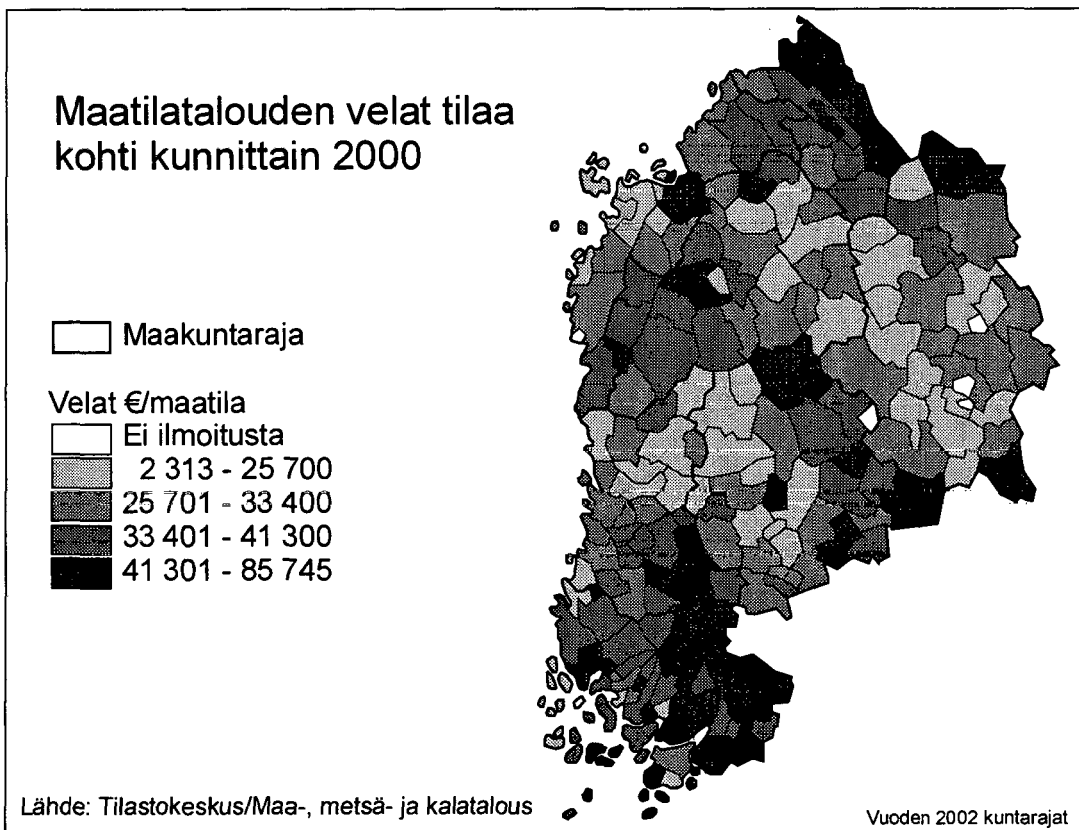 Maatilatalouden velat tilaa
kohti kunnittain 2000
Maakuntaraja
Velat €/maatila
Ei ilmoitusta
2 313 - 25 700
25 701 - 33 400
33 401 - 41 300
41 301 - 85 745
Lähde: Tilastokeskus/Maa-, metsä- ja kalatalous
Vuoden 2002 kuntarajat